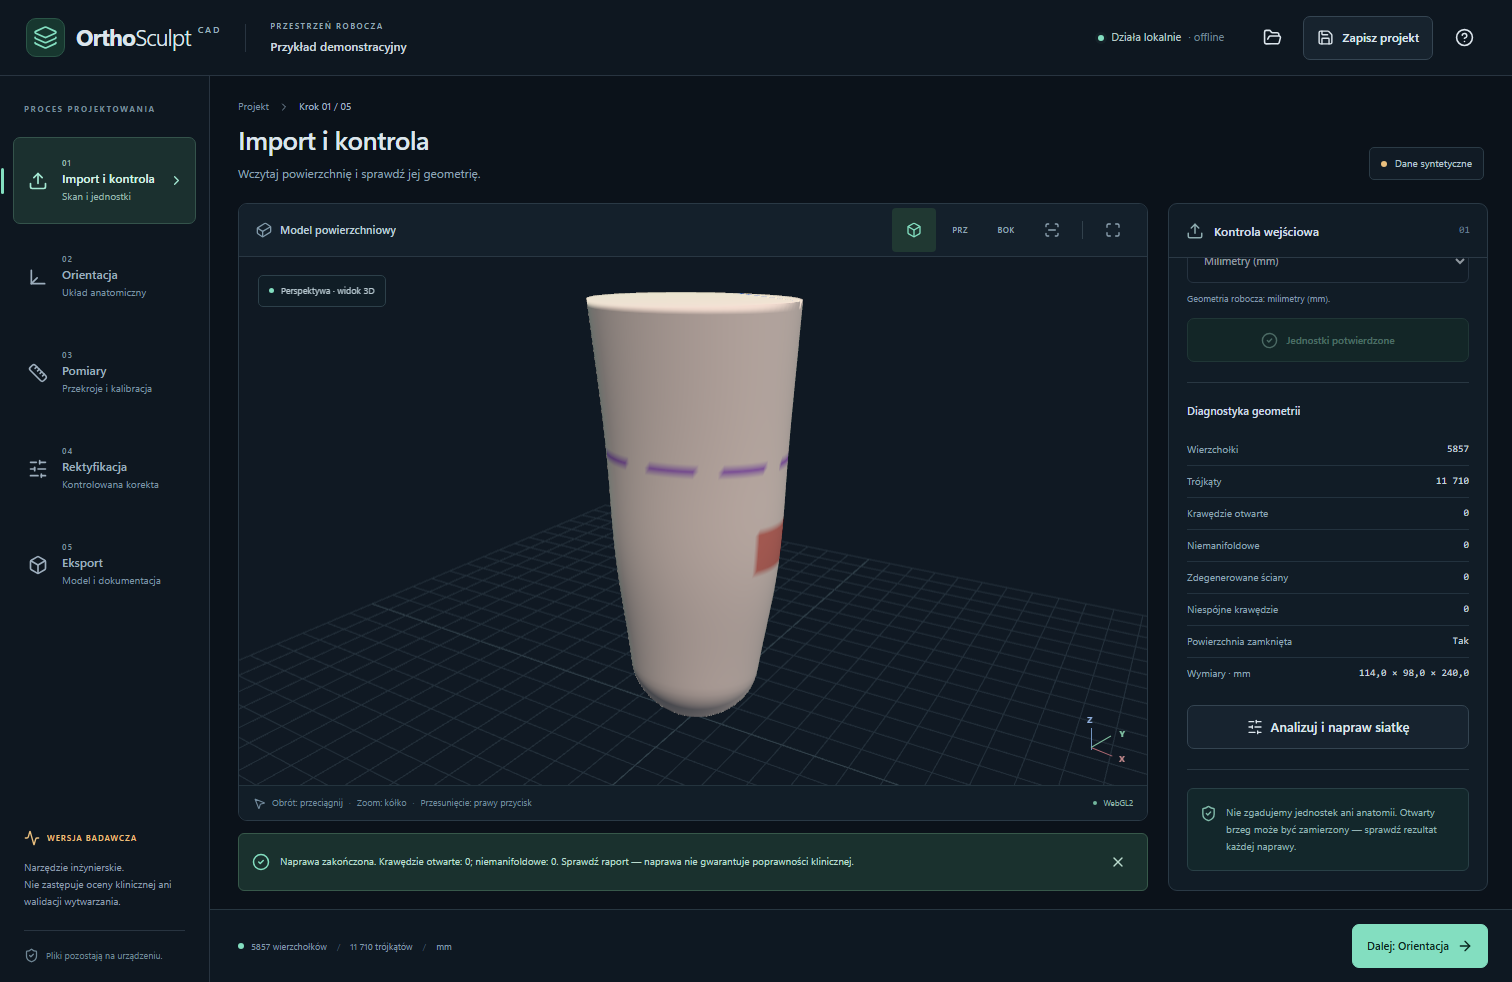 OrthoSculpt CAD
PRZESTRZEŃ ROBOCZA
Przykład demonstracyjny
Działa lokalnie · offline
Zapisz projekt
PROCES PROJEKTOWANIA
01
Import i kontrola
Skan i jednostki
02
Orientacja
Układ anatomiczny
03
Pomiary
Przekroje i kalibracja
04
Rektyfikacja
Kontrolowana korekta
05
Eksport
Model i dokumentacja
WERSJA BADAWCZA
Narzędzie inżynierskie.
Nie zastępuje oceny klinicznej ani
walidacji wytwarzania.
Pliki pozostają na urządzeniu.
Projekt > Krok 01 / 05
Import i kontrola
Wczytaj powierzchnię i sprawdź jej geometrię.
Dane syntetyczne
Model powierzchniowy
PRZ
BOK
Perspektywa · widok 3D
Z
Y
X
Obrót: przeciągnij · Zoom: kółko · Przesunięcie: prawy przycisk
WebGL2
Naprawa zakończona. Krawędzie otwarte: 0; niemanifoldowe: 0. Sprawdź raport — naprawa nie gwarantuje poprawności klinicznej.
Kontrola wejściowa
01
Milimetry (mm)
Geometria robocza: milimetry (mm).
Jednostki potwierdzone
Diagnostyka geometrii
Wierzchołki 5857
Trójkąty 11 710
Krawędzie otwarte 0
Niemanifoldowe 0
Zdegenerowane ściany 0
Niespójne krawędzie 0
Powierzchnia zamknięta Tak
Wymiary · mm 114,0 × 98,0 × 240,0
Analizuj i napraw siatkę
Nie zgadujemy jednostek ani anatomii. Otwarty
brzeg może być zamierzony — sprawdź rezultat
każdej naprawy.
5857 wierzchołków / 11 710 trójkątów / mm
Dalej: Orientacja